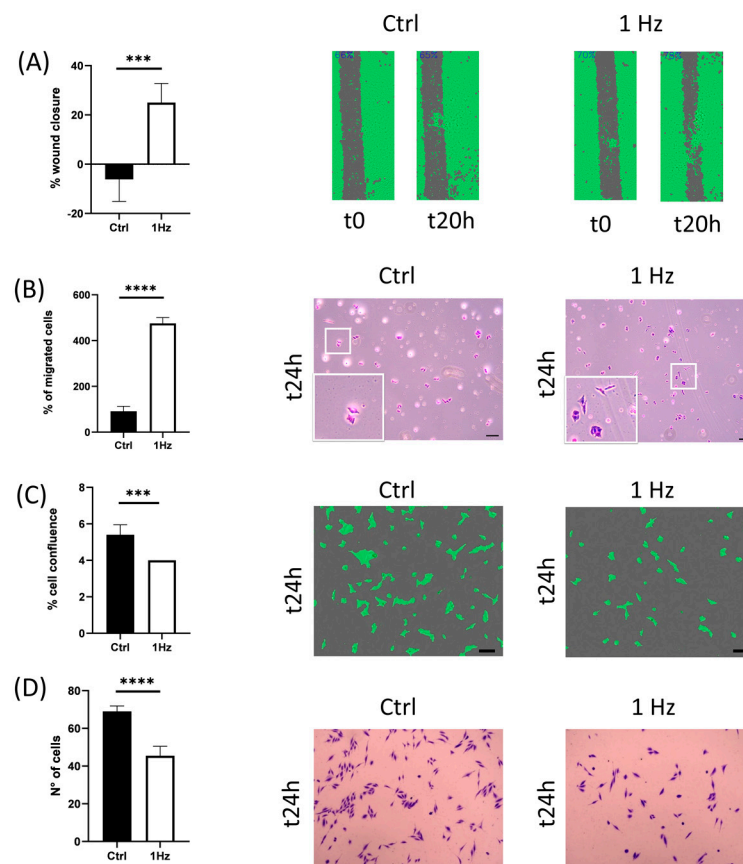 Ctrl 1 Hz
(A)
***
% wound closure
40
20
0
-20
Ctrl 1Hz
65%
70%
78%
t0 t20h t0 t20h
Ctrl 1 Hz
(B)
****
% of migrated cells
600
400
200
0
Ctrl 1Hz
t24h t24h
Ctrl 1 Hz
(C)
***
% cell confluence
8
6
4
2
0
Ctrl 1Hz
t24h t24h
(D)
Ctrl 1 Hz
****
N° of cells
80
60
40
20
0
Ctrl 1Hz
t24h t24h